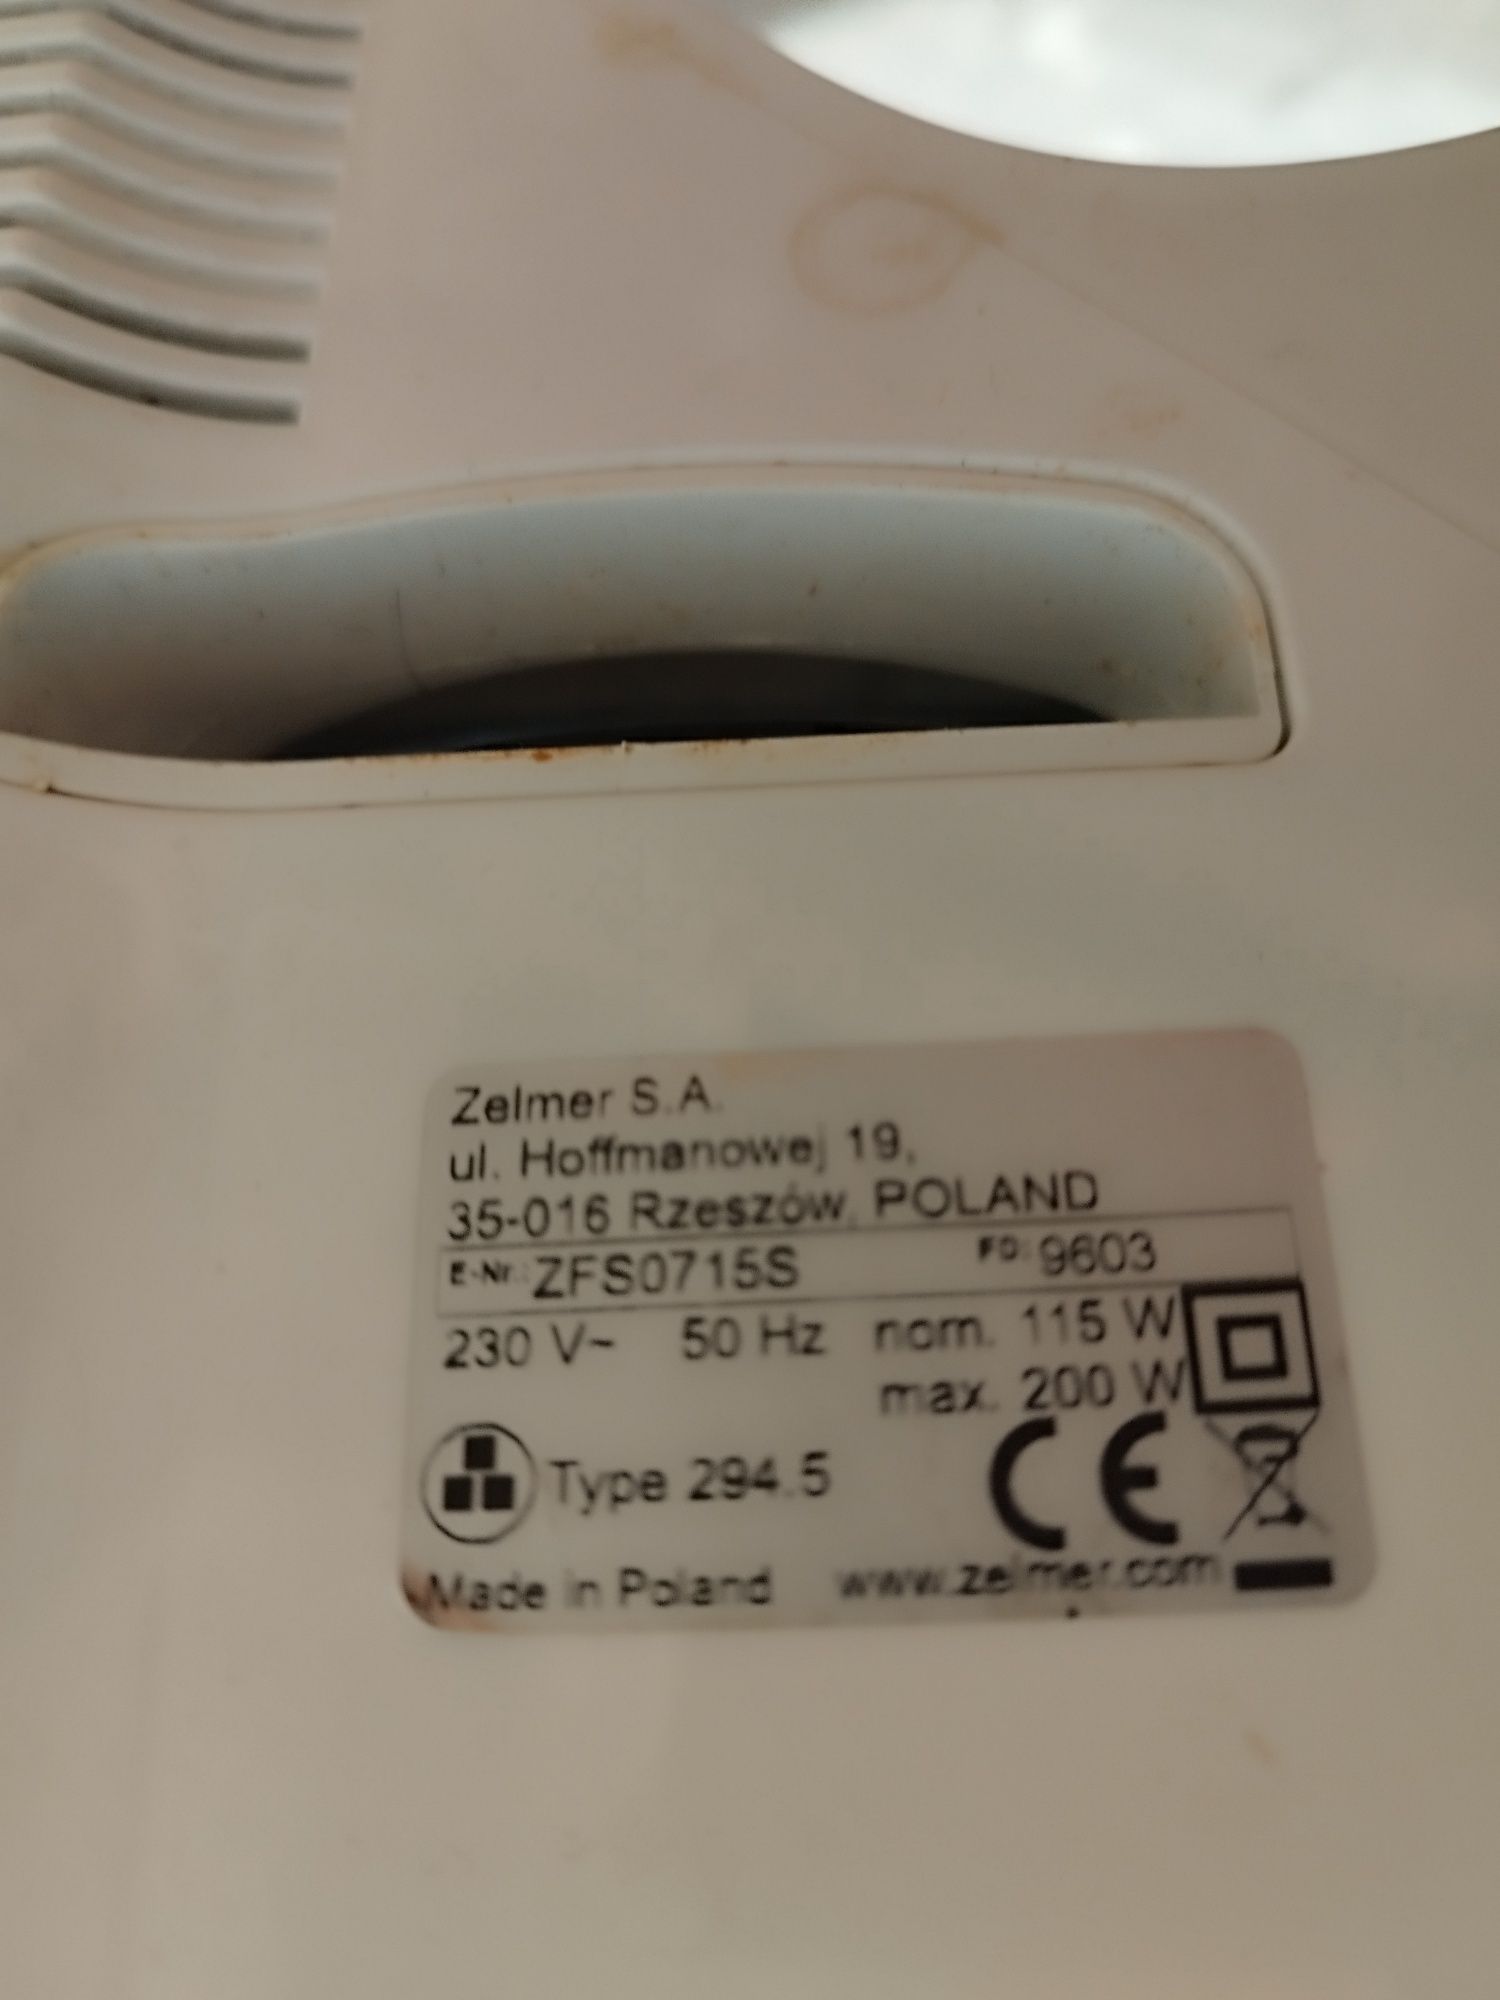 Zelmer S.A.
ul. Hoffmanowej 19,
35-016 Rzeszów, POLAND
E-Nr.: ZFS0715S FD: 9603
230 V~ 50 Hz nom. 115 W
max. 200 W
Type 294.5
CE
Made in Poland www.zelmer.com